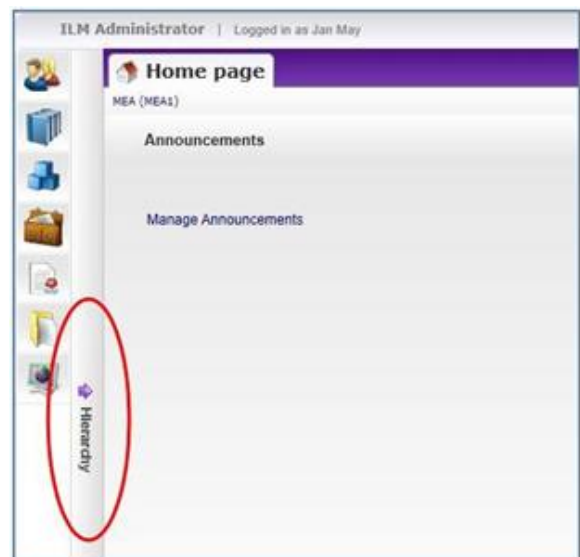 ILM Administrator | Logged in as Jan May
Home page
MEA (MEA1)
Announcements
Manage Announcements
Hierarchy